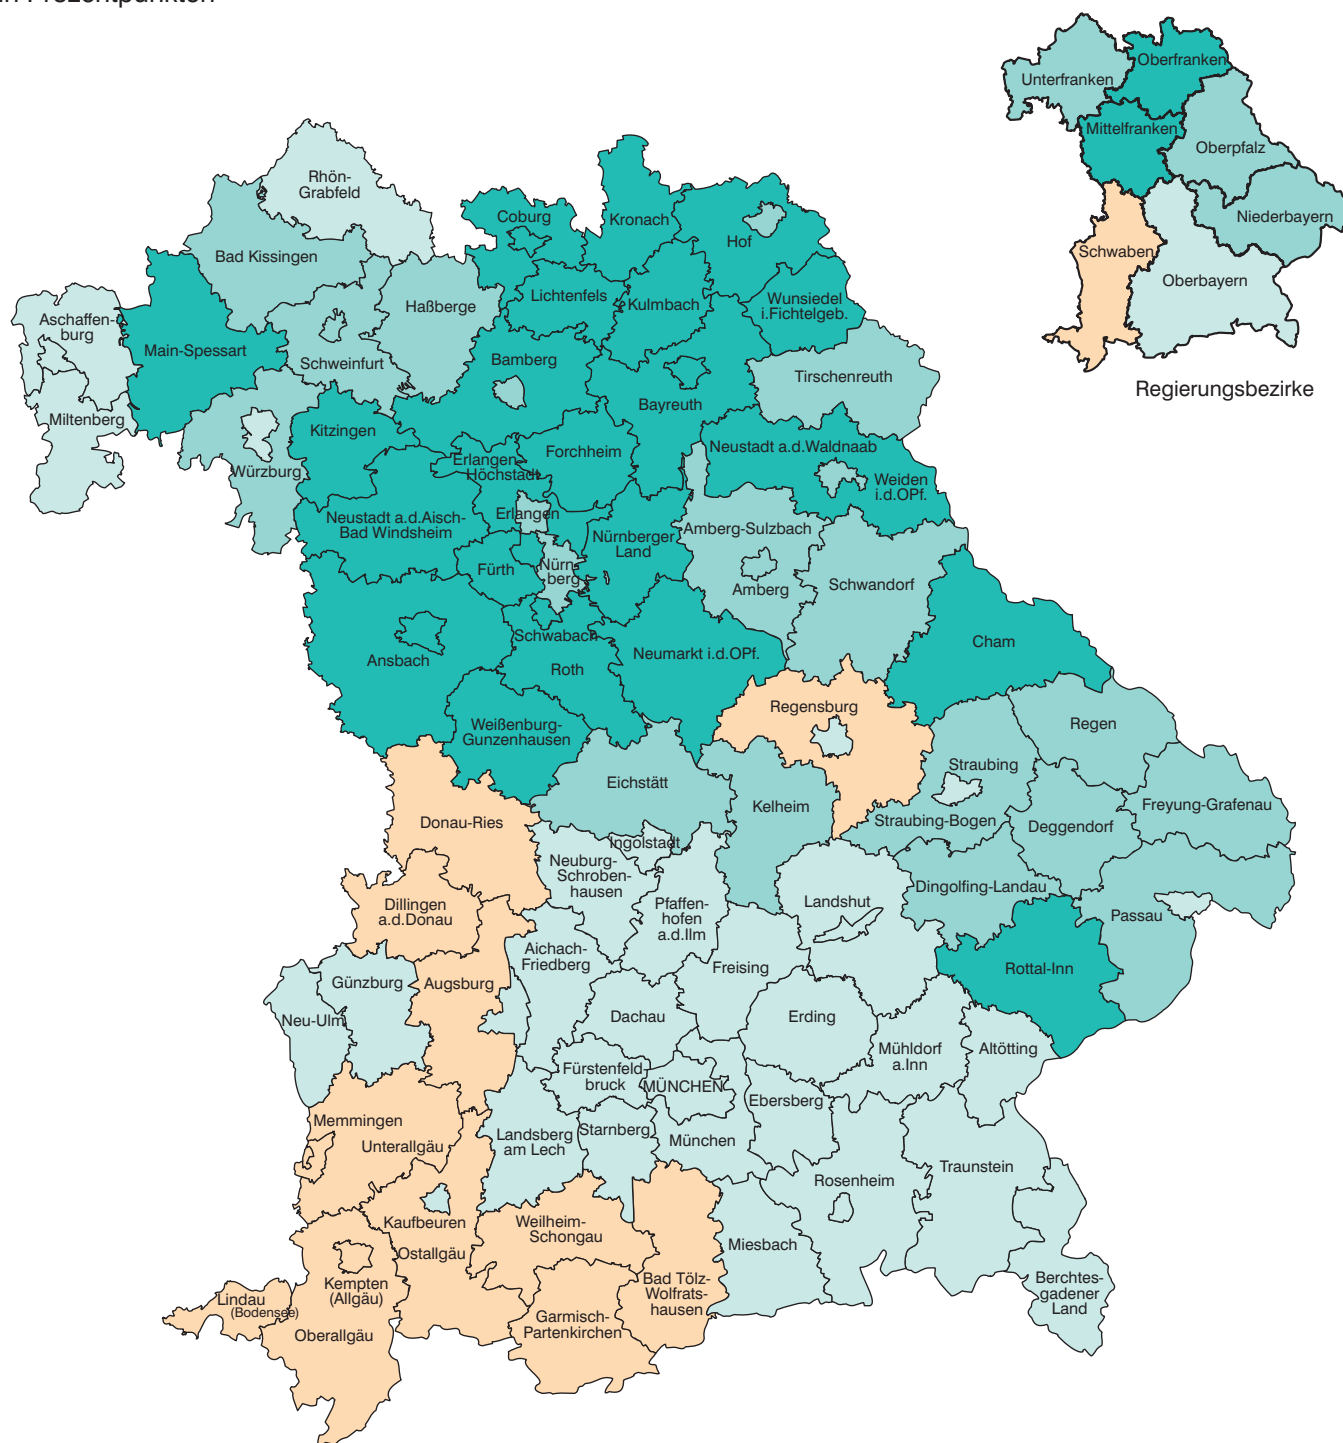 in Prozentpunkten
Oberfranken
Unterfranken
Mittelfranken
Oberpfalz
Niederbayern
Schwaben
Oberbayern
Regierungsbezirke
Rhön-
Grabfeld
Coburg
Kronach
Hof
Bad Kissingen
Lichtenfels
Kulmbach
Wunsiedel
i.Fichtelgeb.
Haßberge
Aschaffen-
burg
Main-Spessart
Schweinfurt
Bamberg
Bayreuth
Tirschenreuth
Miltenberg
Kitzingen
Würzburg
Erlangen-
Höchstadt
Forchheim
Neustadt a.d.Waldnaab
Weiden
i.d.OPf.
Neustadt a.d.Aisch-
Bad Windsheim
Erlangen
Nürnberger
Land
Amberg-Sulzbach
Fürth
Nürn-
berg
Amberg
Schwandorf
Schwabach
Ansbach
Roth
Neumarkt i.d.OPf.
Cham
Weißenburg-
Gunzenhausen
Regensburg
Regen
Eichstätt
Straubing
Kelheim
Freyung-Grafenau
Donau-Ries
Straubing-Bogen
Deggendorf
Ingolstadt
Neuburg-
Schroben-
hausen
Dingolfing-Landau
Dillingen
a.d.Donau
Pfaffen-
hofen
a.d.Ilm
Landshut
Passau
Aichach-
Friedberg
Freising
Rottal-Inn
Günzburg
Augsburg
Neu-Ulm
Dachau
Erding
Mühldorf
a.Inn
Altötting
Fürstenfeld
bruck
MÜNCHEN
Ebersberg
Memmingen
Unterallgäu
Landsberg
am Lech
Starnberg
München
Traunstein
Rosenheim
Kaufbeuren
Weilheim-
Schongau
Ostallgäu
Miesbach
Kempten
(Allgäu)
Bad Tölz-
Wolfrats-
hausen
Berchtes-
gadener
Land
Lindau
(Bodensee)
Oberallgäu
Garmisch-
Partenkirchen